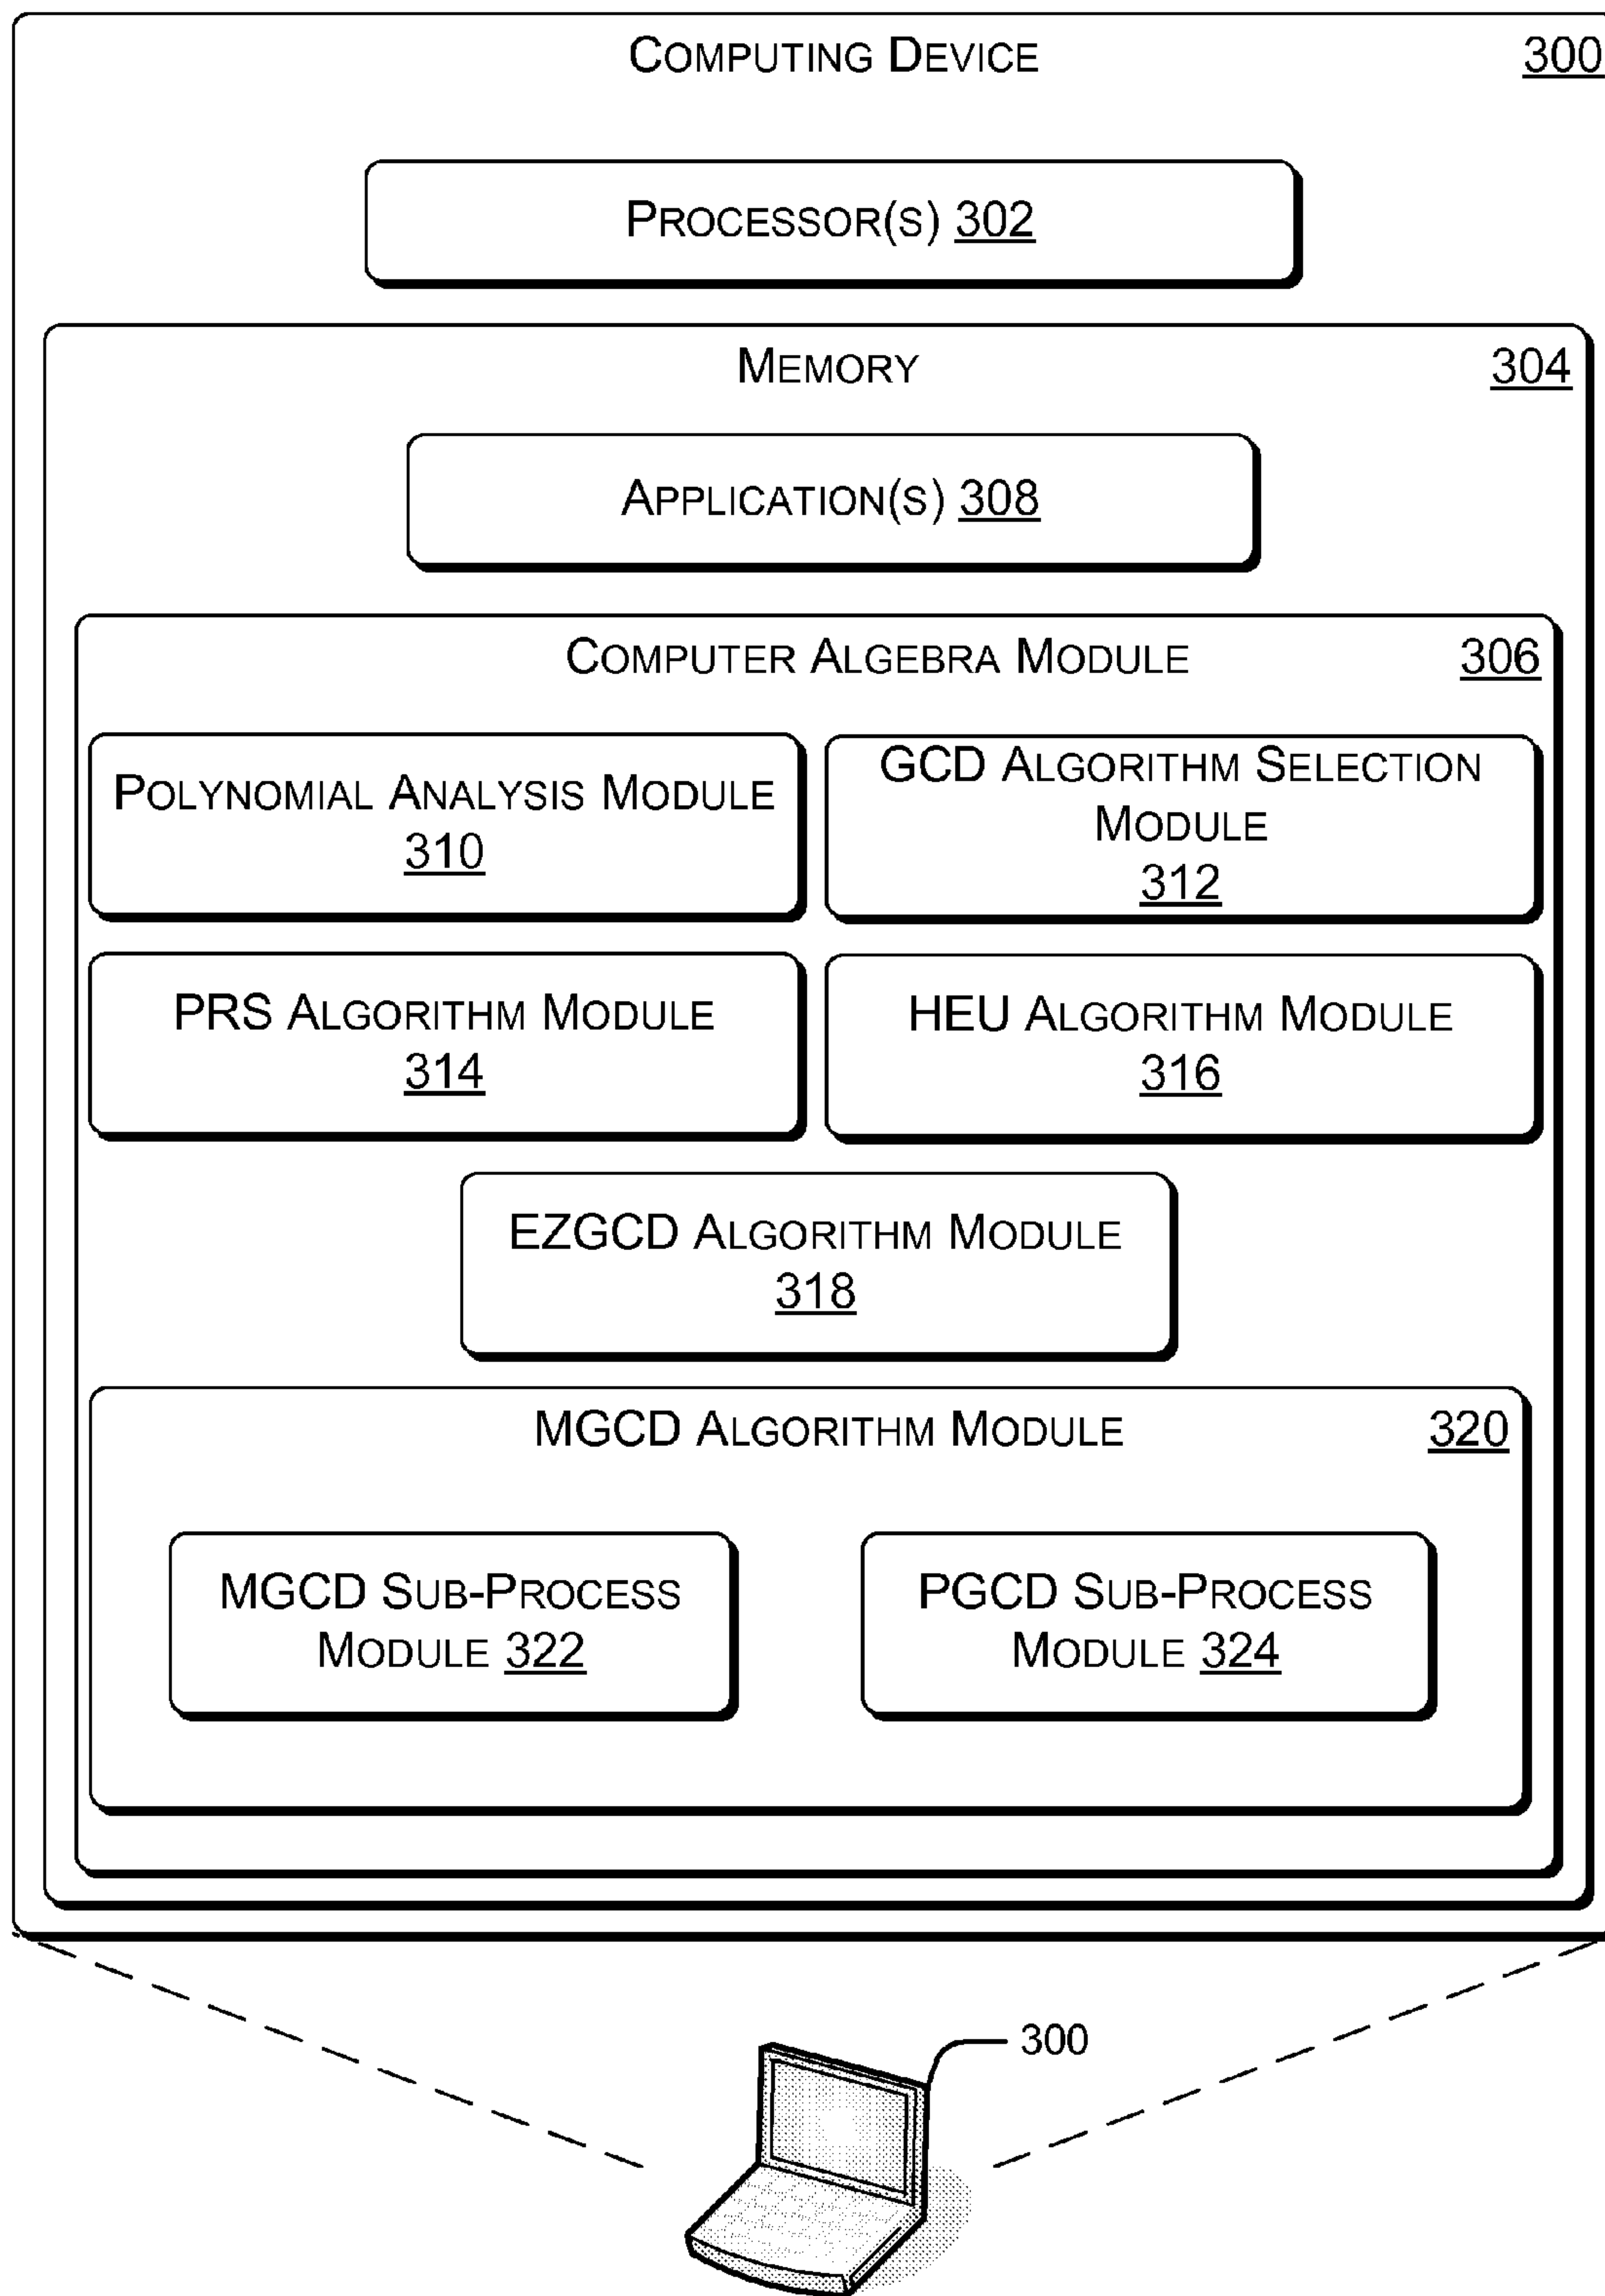 COMPUTING DEVICE 300
PROCESSOR(S) 302
MEMORY 304
APPLICATION(S) 308
COMPUTER ALGEBRA MODULE 306
POLYNOMIAL ANALYSIS MODULE
310
GCD ALGORITHM SELECTION
MODULE
312
PRS ALGORITHM MODULE
314
HEU ALGORITHM MODULE
316
EZGCD ALGORITHM MODULE
318
MGCD ALGORITHM MODULE 320
MGCD SUB-PROCESS
MODULE 322
PGCD SUB-PROCESS
MODULE 324
300